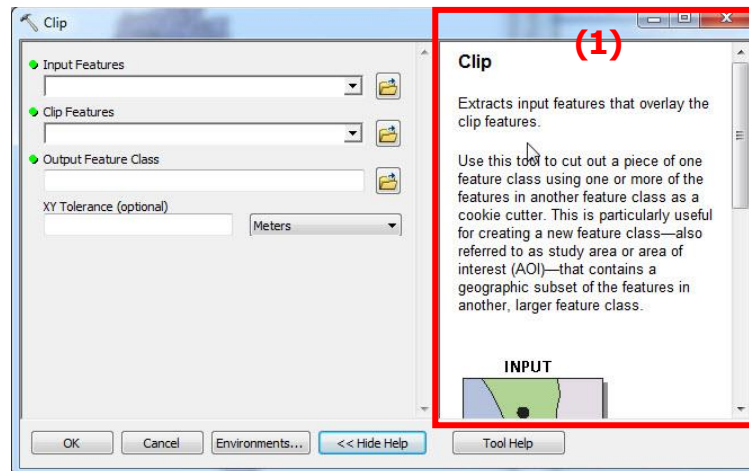 Clip
(1)
Input Features
Clip Features
Output Feature Class
XY Tolerance (optional)
Meters
Clip
Extracts input features that overlay the
clip features.
Use this tool to cut out a piece of one
feature class using one or more of the
features in another feature class as a
cookie cutter. This is particularly useful
for creating a new feature class—also
referred to as study area or area of
interest (AOI)—that contains a
geographic subset of the features in
another, larger feature class.
INPUT
OK
Cancel
Environments...
<< Hide Help
Tool Help